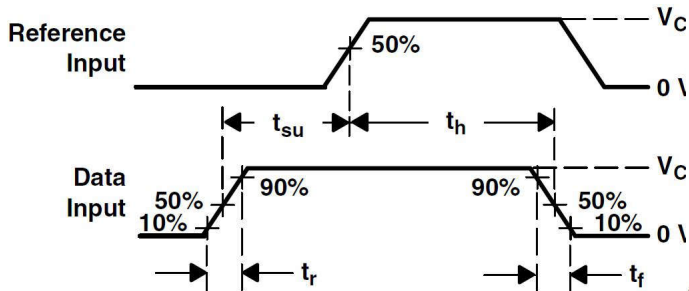 Reference
Input
50%
VC
0 V
tsu
th
Data
Input
50%
10%
90%
90%
50%
10%
VC
0 V
tr
tf